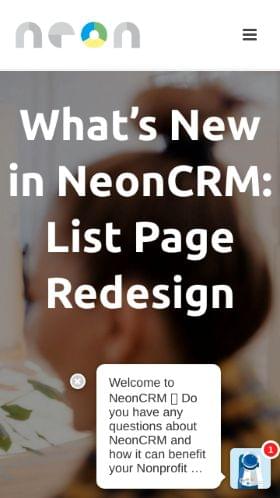 neon
What's New
in NeonCRM:
List Page
Redesign
Welcome to
NeonCRM ▯ Do
you have any
questions about
NeonCRM and
how it can benefit
your Nonprofit ...
1